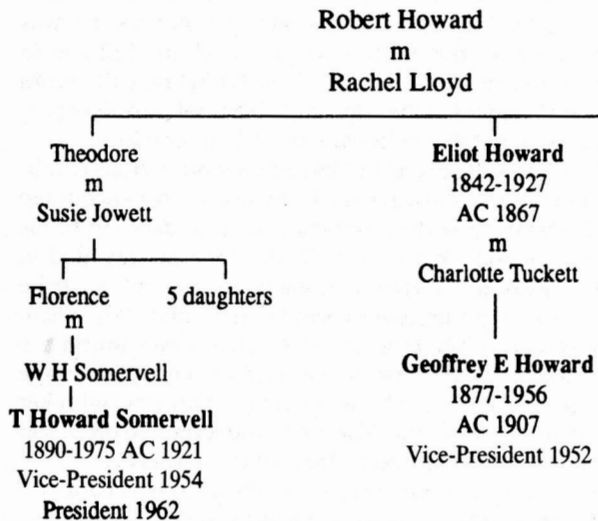 Robert Howard
m
Rachel Lloyd
Theodore
m
Susie Jowett
Florence
m
5 daughters
W H Somervell
T Howard Somervell
1890-1975 AC 1921
Vice-President 1954
President 1962
Eliot Howard
1842-1927
AC 1867
m
Charlotte Tuckett
Geoffrey E Howard
1877-1956
AC 1907
Vice-President 1952